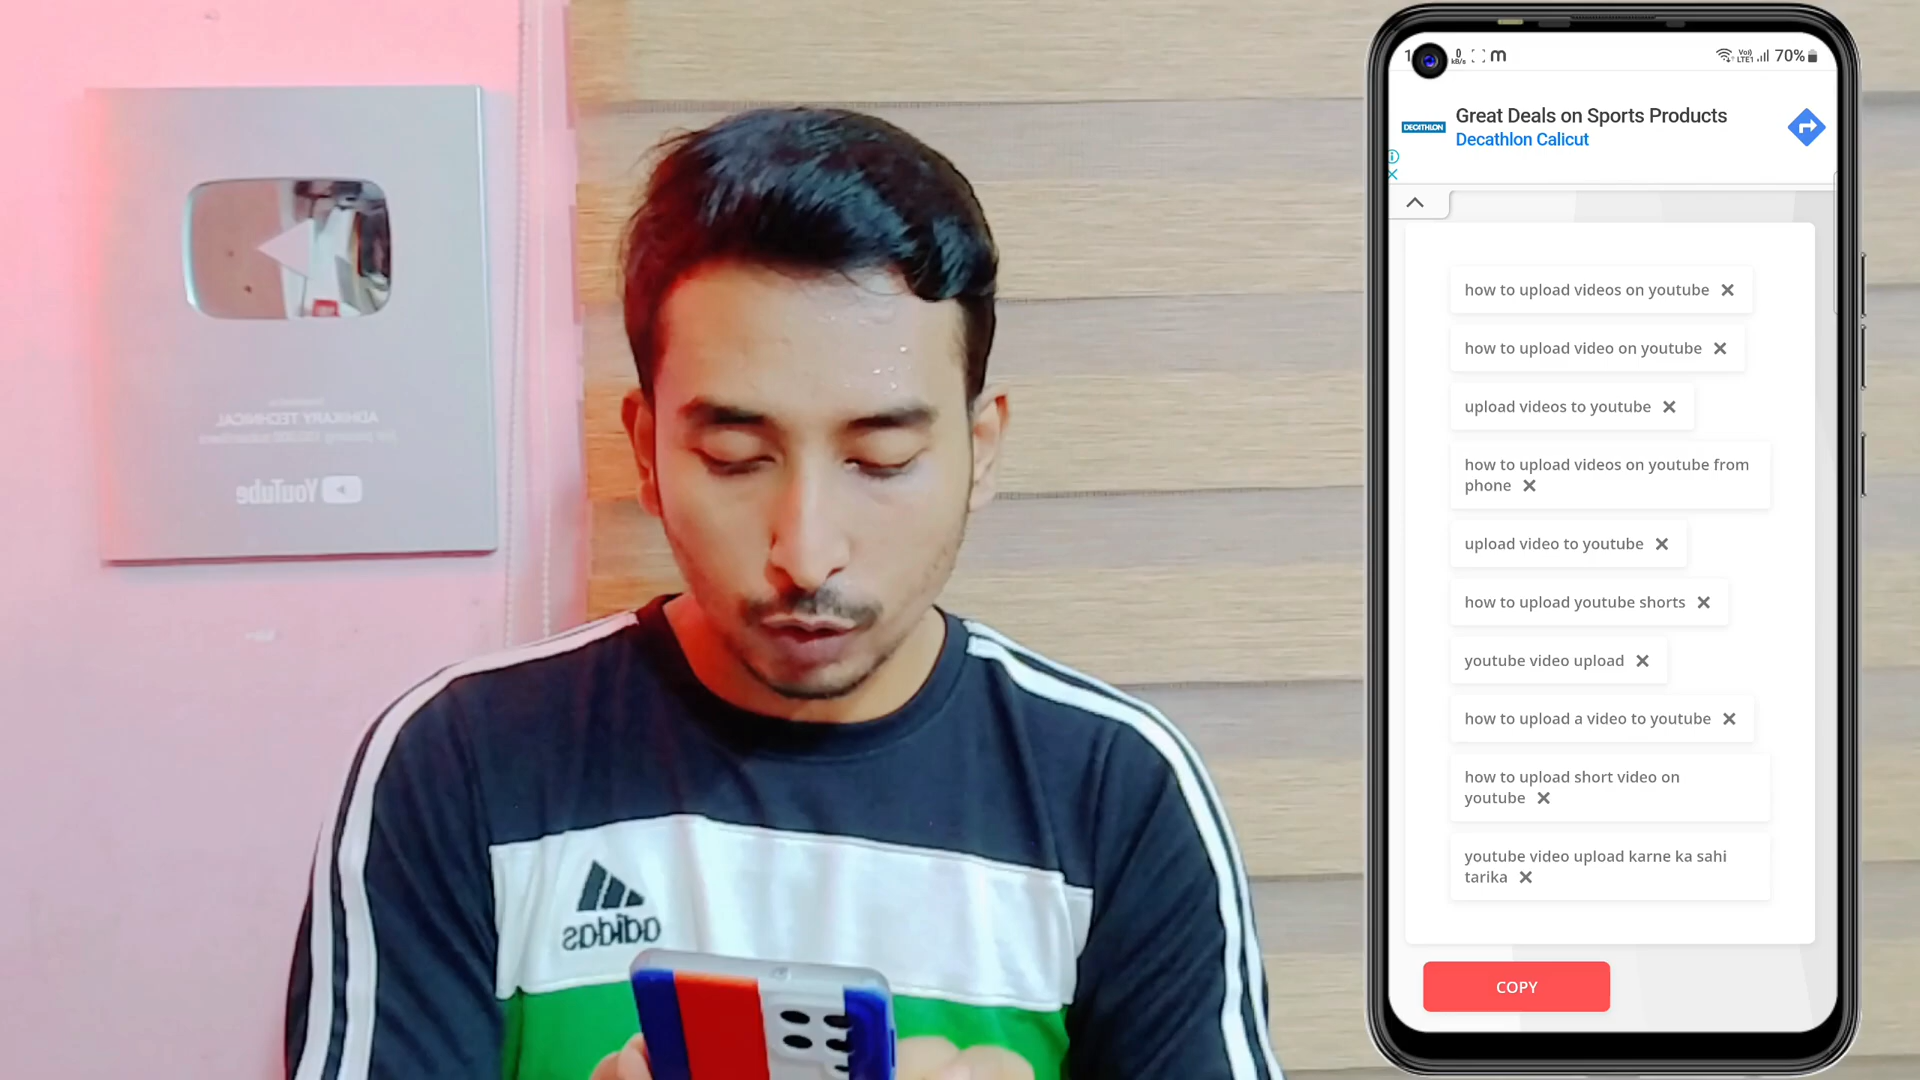 ADHIKARY TECHNICAL
YouTube
adidas
70%
DECATHLON
Great Deals on Sports Products
Decathlon Calicut
how to upload videos on youtube
how to upload video on youtube
upload videos to youtube
how to upload videos on youtube from
phone
upload video to youtube
how to upload youtube shorts
youtube video upload
how to upload a video to youtube
how to upload short video on
youtube
youtube video upload karne ka sahi
tarika
COPY